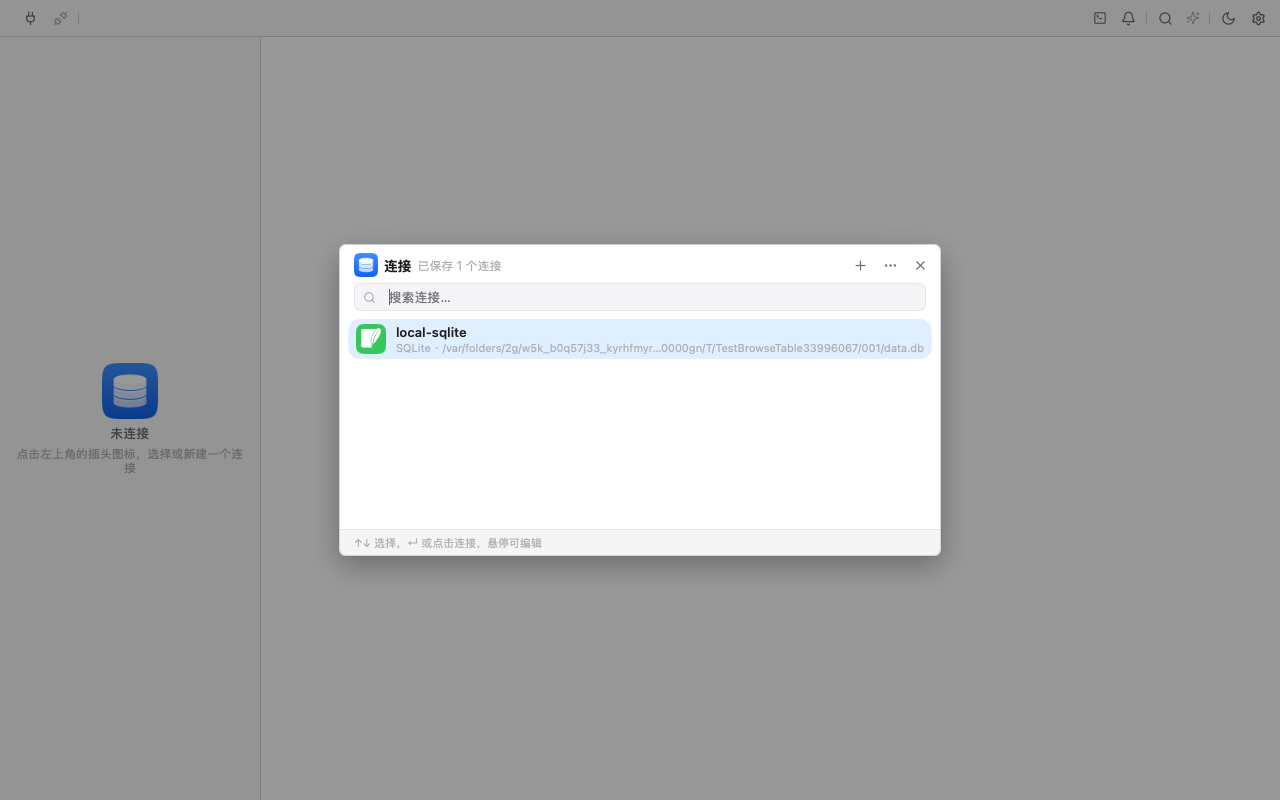 连接 已保存 1 个连接
搜索连接...
local-sqlite
SQLite · /var/folders/2g/w5k_b0q57j33_kyrhfmyr...0000gn/T/TestBrowseTable33996067/001/data.db
未连接
点击左上角的插头图标，选择或新建一个连
接
↑↓ 选择，↵ 或点击连接，悬停可编辑